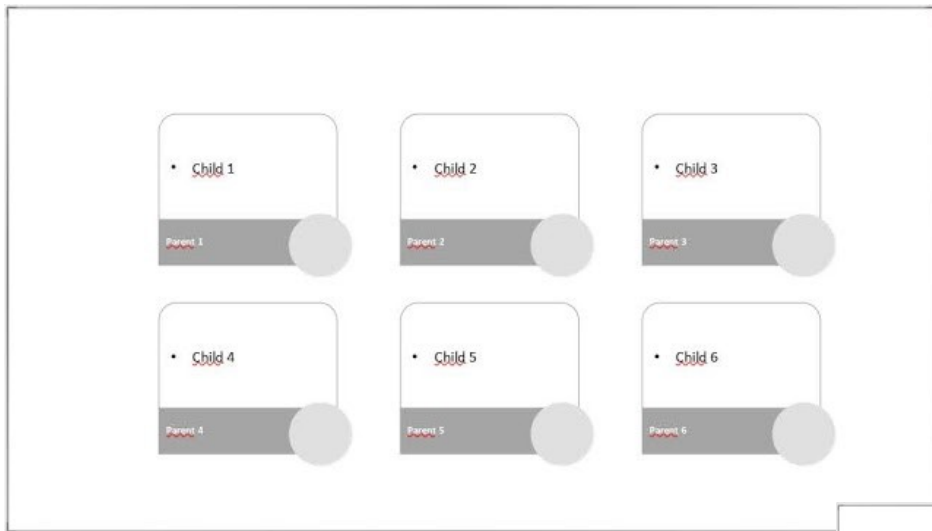 • Child 1
• Child 2
• Child 3
Parent 1
Parent 2
Parent 3
• Child 4
• Child 5
• Child 6
Parent 4
Parent 5
Parent 6